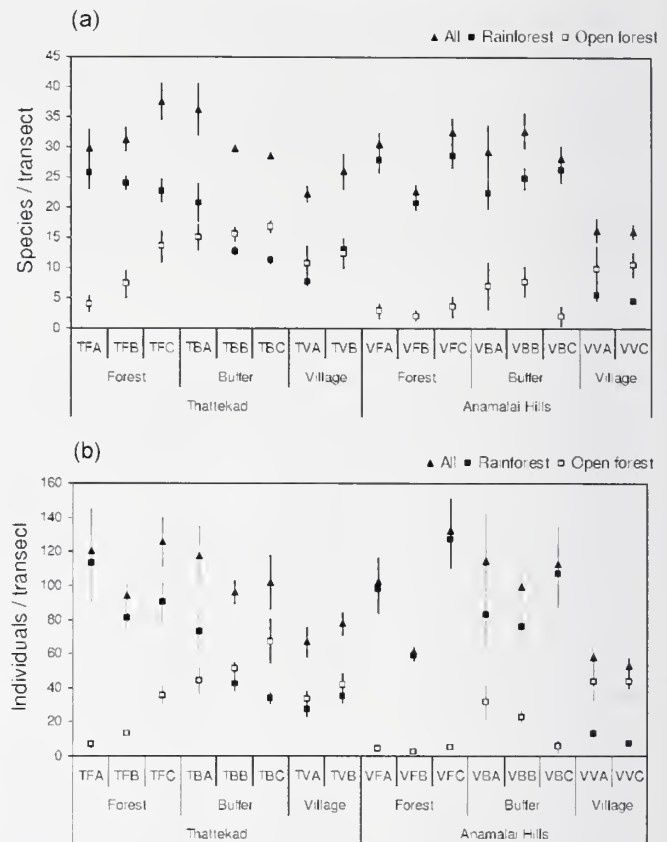 (a)
▲ All ■ Rainforest □ Open forest
Species / transect
45
40
35
30
25
20
15
10
5
0
TFA TFB TFC TBA TBB TBC TVA TVB VFA VFB VFC VBA VBB VBC VVA VVC
Forest Buffer Village Forest Buffer Village
Thattekad Anamalai Hills
(b)
▲ All ■ Rainforest □ Open forest
Individuals / transect
160
140
120
100
80
60
40
20
0
TFA TFB TFC TBA TBB TBC TVA TVB VFA VFB VFC VBA VBB VBC VVA VVC
Forest Buffer Village Forest Buffer Village
Thattekad Anamalai Hills